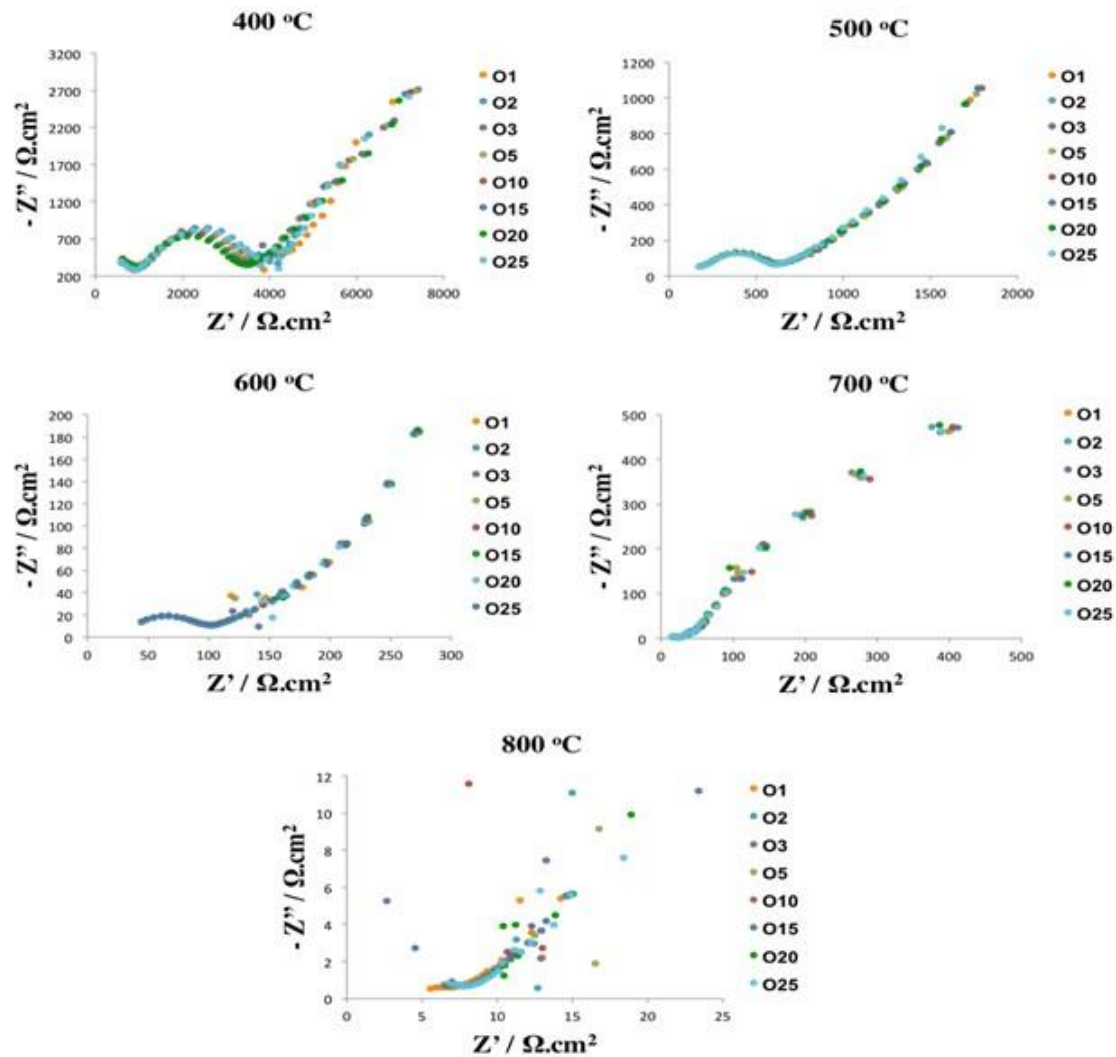 400 °C
3200
2700
2200
1700
1200
700
200
0
2000
4000
6000
8000
- Z” / Ω.cm²
Z’ / Ω.cm²
O1
O2
O3
O5
O10
O15
O20
O25
500 °C
1200
1000
800
600
400
200
0
0
500
1000
1500
2000
- Z” / Ω.cm²
Z’ / Ω.cm²
O1
O2
O3
O5
O10
O15
O20
O25
600 °C
200
180
160
140
120
100
80
60
40
20
0
0
50
100
150
200
250
300
- Z” / Ω.cm²
Z’ / Ω.cm²
O1
O2
O3
O5
O10
O15
O20
O25
700 °C
500
400
300
200
100
0
0
100
200
300
400
500
- Z” / Ω.cm²
Z’ / Ω.cm²
O1
O2
O3
O5
O10
O15
O20
O25
800 °C
12
10
8
6
4
2
0
0
5
10
15
20
25
- Z” / Ω.cm²
Z’ / Ω.cm²
O1
O2
O3
O5
O10
O15
O20
O25